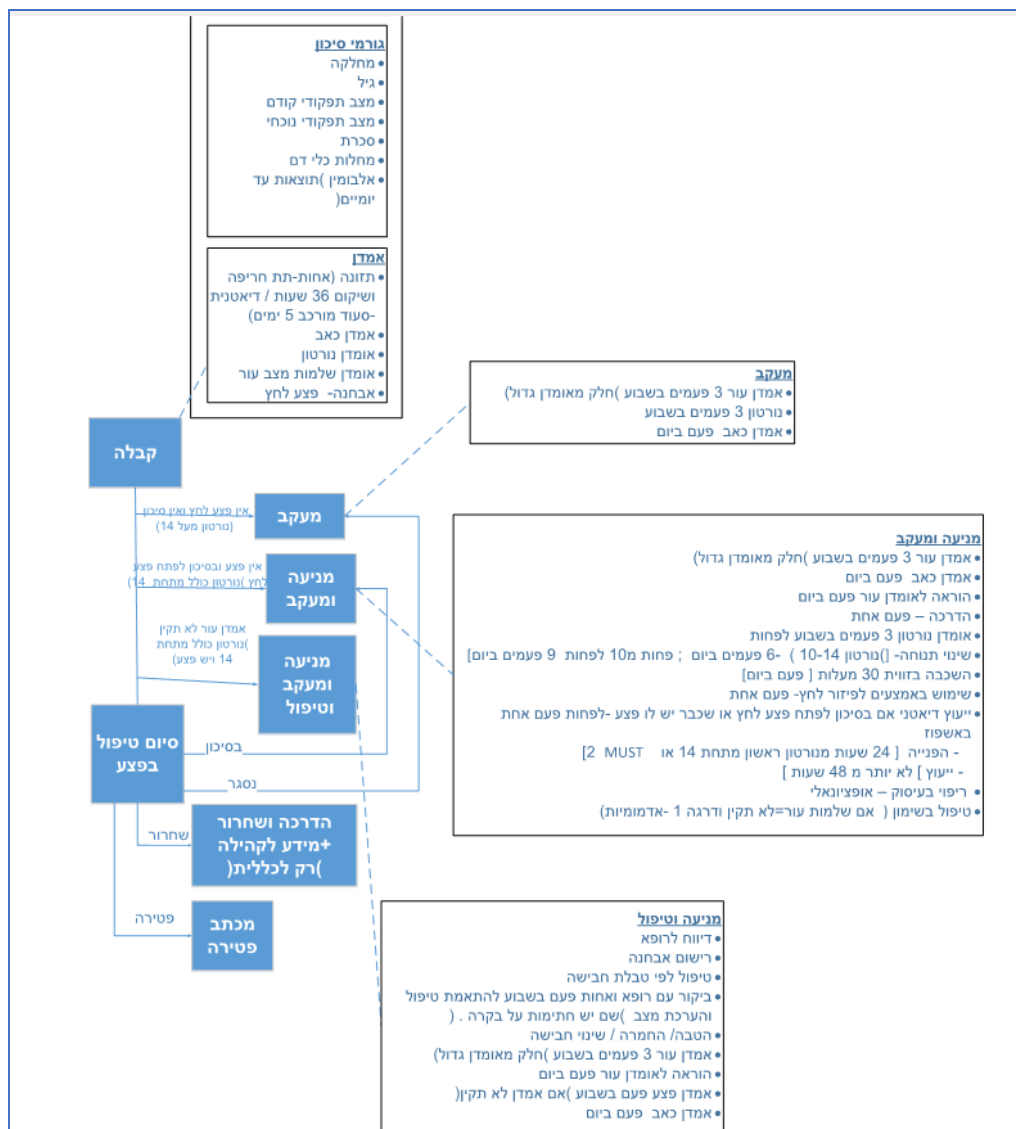 גורמי סיכון
מחלקה
גיל
מצב תפקודי קודם
מצב תפקודי נוכחי
סכרת
מחלות כלי דם
אלבומין )תוצאות עד
יומיים(
אמדן
תזונה (אחות-תת חריפה
ושיקום 36 שעות / דיאטנית
-סעוד מורכב 5 ימים)
אמדן כאב
אומדן נורטון
אומדן שלמות מצב עור
אבחנה- פצע לחץ
מעקב
אמדן עור 3 פעמים בשבוע )חלק מאומדן גדול)
נורטון 3 פעמים בשבוע
אמדן כאב פעם ביום
קבלה
אין פצע לחץ ואין סיכון
(נורטון מעל 14)
מעקב
אין פצע ובסיכון לפתח פצע
לחץ )נורטון כולל מתחת 14)
מניעה
ומעקב
אמדן עור לא תקין
)נורטון כולל מתחת
14 ויש פצע)
מניעה
ומעקב
וטיפול
מניעה ומעקב
אמדן עור 3 פעמים בשבוע )חלק מאומדן גדול)
אמדן כאב פעם ביום
הוראה לאומדן עור פעם ביום
הדרכה – פעם אחת
אומדן נורטון 3 פעמים בשבוע לפחות
שינוי תנוחה- [)נורטון 10-14 ) -6 פעמים ביום ; פחות מ10 לפחות 9 פעמים ביום]
השכבה בזווית 30 מעלות [ פעם ביום]
שימוש באמצעים לפיזור לחץ- פעם אחת
ייעוץ דיאטני אם בסיכון לפתח פצע לחץ או שכבר יש לו פצע -לפחות פעם אחת
באשפוז
- הפנייה [ 24 שעות מנורטון ראשון מתחת 14 או MUST 2]
- ייעוץ ] לא יותר מ 48 שעות ]
ריפוי בעיסוק – אופציונאלי
טיפול בשימון ( אם שלמות עור=לא תקין ודרגה 1 -אדמומיות)
סיום טיפול
בפצע
בסיכון
נסגר
שחרור
הדרכה ושחרור
+מידע לקהילה
)רק לכללית(
פטירה
מכתב
פטירה
מניעה וטיפול
דיווח לרופא
רישום אבחנה
טיפול לפי טבלת חבישה
ביקור עם רופא ואחות פעם בשבוע להתאמת טיפול
והערכת מצב )שם יש חתימות על בקרה . (
הטבה/ החמרה / שינוי חבישה
אמדן עור 3 פעמים בשבוע )חלק מאומדן גדול)
הוראה לאומדן עור פעם ביום
אמדן פצע פעם בשבוע )אם אמדן לא תקין(
אמדן כאב פעם ביום